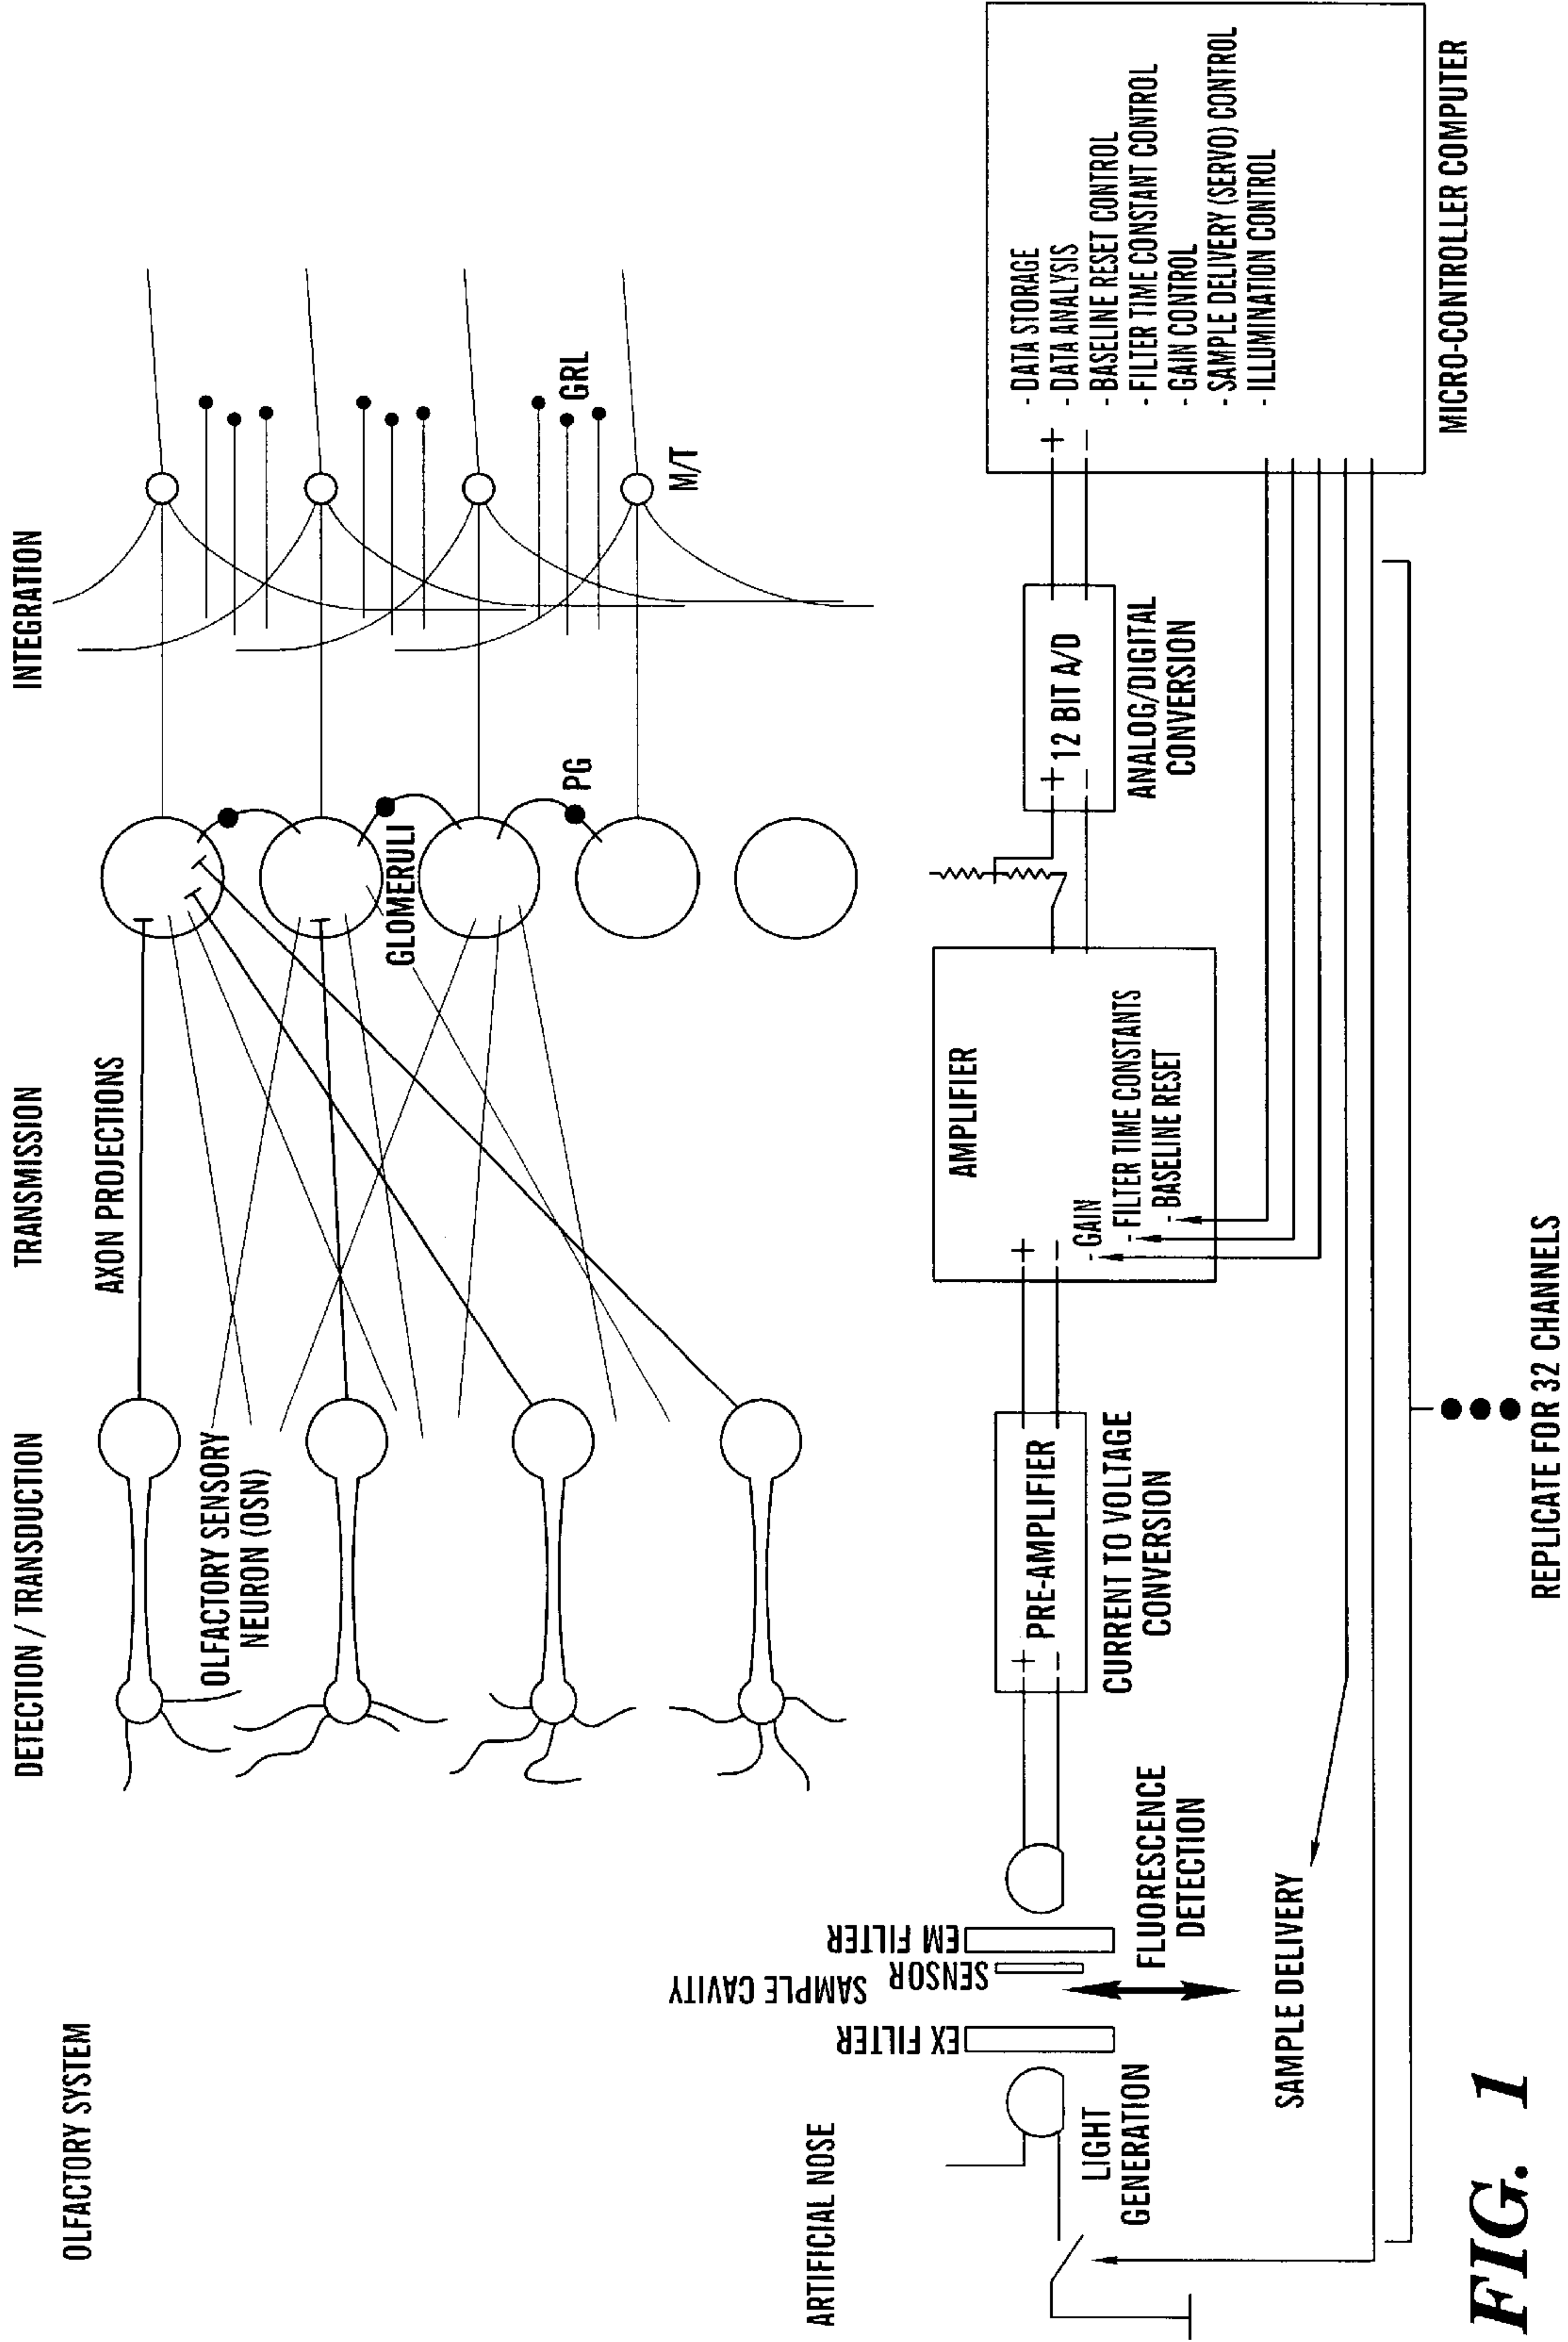 OLFACTORY SYSTEM
DETECTION / TRANSDUCTION
TRANSMISSION
INTEGRATION
AXON PROJECTIONS
OLFACTORY SENSORY
NEURON (OSN)
GLOMERULI
PG
M/T
GRL
ARTIFICIAL NOSE
LIGHT
GENERATION
EX FILTER
SAMPLE CAVITY
SENSOR
EM FILTER
FLUORESCENCE
DETECTION
SAMPLE DELIVERY
+ PRE-AMPLIFIER
-
CURRENT TO VOLTAGE
CONVERSION
AMPLIFIER
+
-
- GAIN
- FILTER TIME CONSTANTS
- BASELINE RESET
+ 12 BIT A/D
-
ANALOG/DIGITAL
CONVERSION
+
-
- DATA STORAGE
- DATA ANALYSIS
- BASELINE RESET CONTROL
- FILTER TIME CONSTANT CONTROL
- GAIN CONTROL
- SAMPLE DELIVERY (SERVO) CONTROL
- ILLUMINATION CONTROL
MICRO-CONTROLLER COMPUTER
REPLICATE FOR 32 CHANNELS
FIG. 1